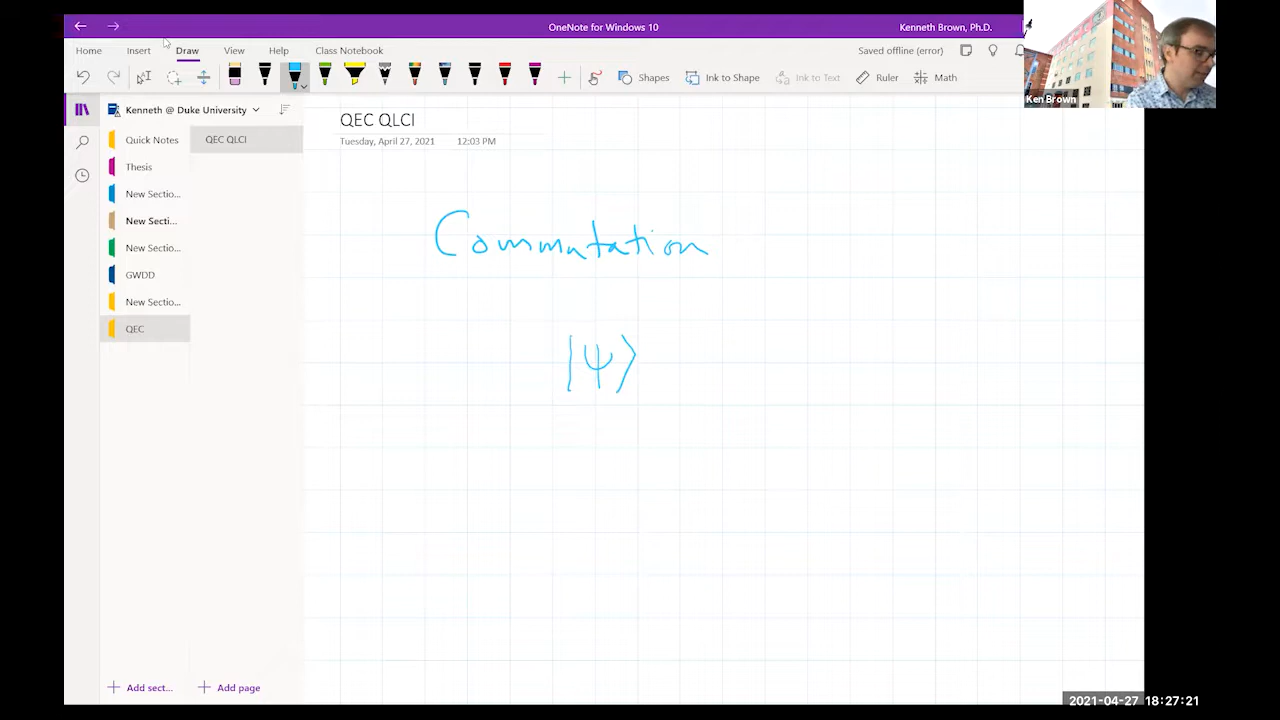 OneNote for Windows 10
Kenneth Brown, Ph.D.
Home Insert Draw View Help Class Notebook
Saved offline (error)
Shapes Ink to Shape Ink to Text Ruler Math
Ken Brown
Kenneth @ Duke University
Quick Notes
Thesis
New Sectio...
New Secti...
New Sectio...
GWDD
New Sectio...
QEC
QEC QLCI
QEC QLCI
Tuesday, April 27, 2021 12:03 PM
Commutation
|ψ⟩
Add sect... Add page
2021-04-27 18:27:21